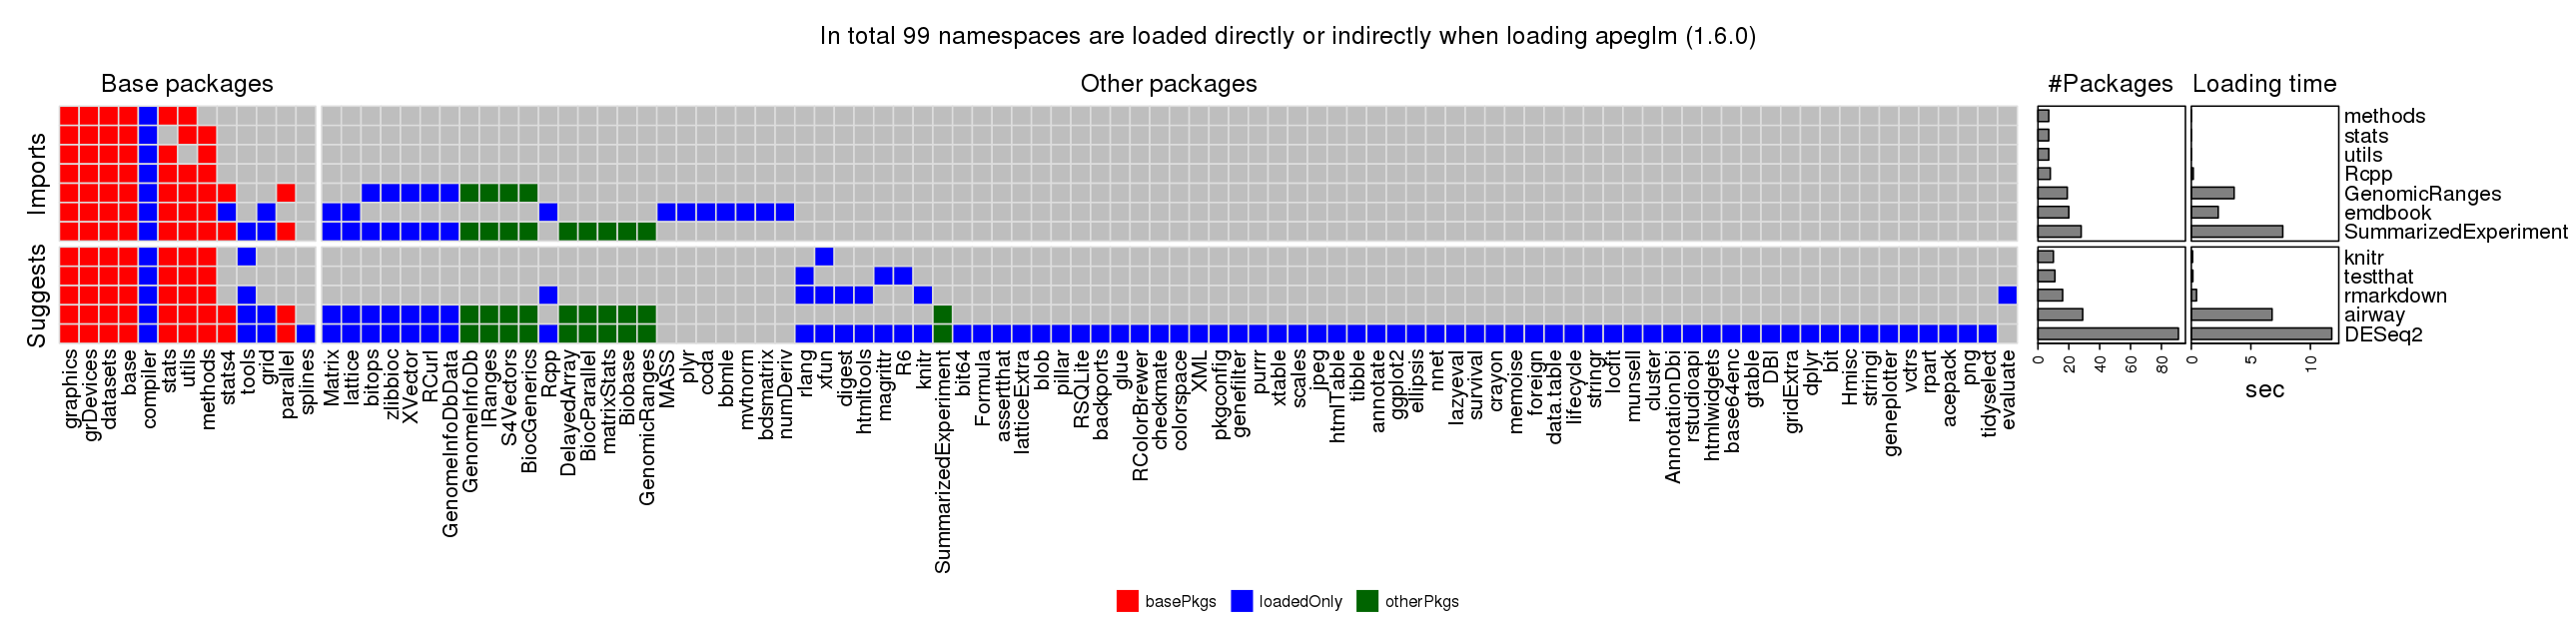 In total 99 namespaces are loaded directly or indirectly when loading apeglm (1.6.0)
Base packages
Other packages
#Packages
Loading time
Imports
Suggests
methods
stats
utils
Rcpp
GenomicRanges
emdbook
SummarizedExperiment
knitr
testthat
rmarkdown
airway
DESeq2
graphics
grDevices
datasets
base
compiler
stats
utils
methods
stats4
tools
grid
parallel
splines
Matrix
lattice
bitops
zlibbioc
XVector
RCurl
GenomeInfoDbData
GenomeInfoDb
IRanges
S4Vectors
BiocGenerics
Rcpp
DelayedArray
BiocParallel
matrixStats
Biobase
GenomicRanges
MASS
plyr
coda
bbmle
mvtnorm
bdsmatrix
numDeriv
rlang
xfun
digest
htmltools
magrittr
R6
knitr
SummarizedExperiment
bit64
Formula
assertthat
latticeExtra
blob
pillar
RSQLite
backports
glue
RColorBrewer
checkmate
colorspace
XML
pkgconfig
genefilter
purrr
xtable
scales
jpeg
htmlTable
tibble
annotate
ggplot2
ellipsis
nnet
lazyeval
survival
crayon
memoise
foreign
data.table
lifecycle
stringr
locfit
munsell
cluster
AnnotationDbi
rstudioapi
htmlwidgets
base64enc
gtable
DBI
gridExtra
dplyr
bit
Hmisc
stringi
geneplotter
vctrs
rpart
acepack
png
tidyselect
evaluate
0 20 40 60 80
0 5 10
sec
basePkgs
loadedOnly
otherPkgs